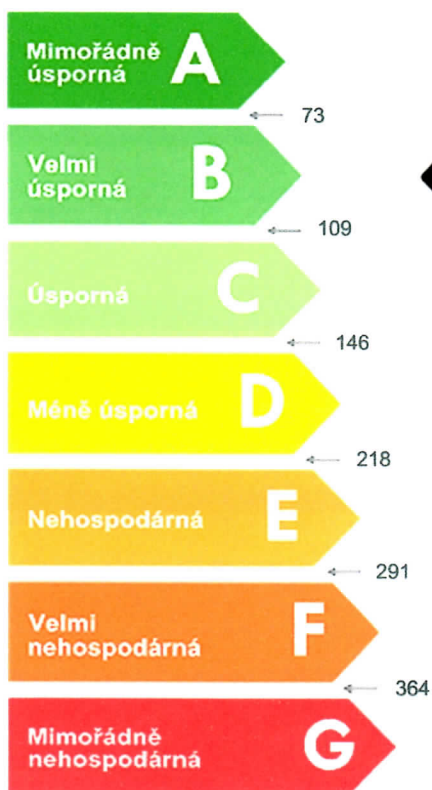 Mimořádně
úsporná
A
73
Velmi
úsporná
B
109
Úsporná
C
146
Méně úsporná
D
218
Nehospodárná
E
291
Velmi
nehospodárná
F
364
Mimořádně
nehospodárná
G